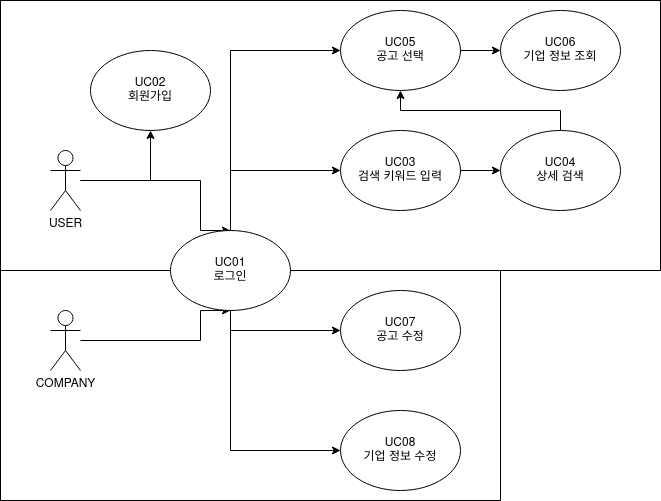 UC05
공고 선택
UC06
기업 정보 조회
UC02
회원가입
UC03
검색 키워드 입력
UC04
상세 검색
USER
UC01
로그인
COMPANY
UC07
공고 수정
UC08
기업 정보 수정